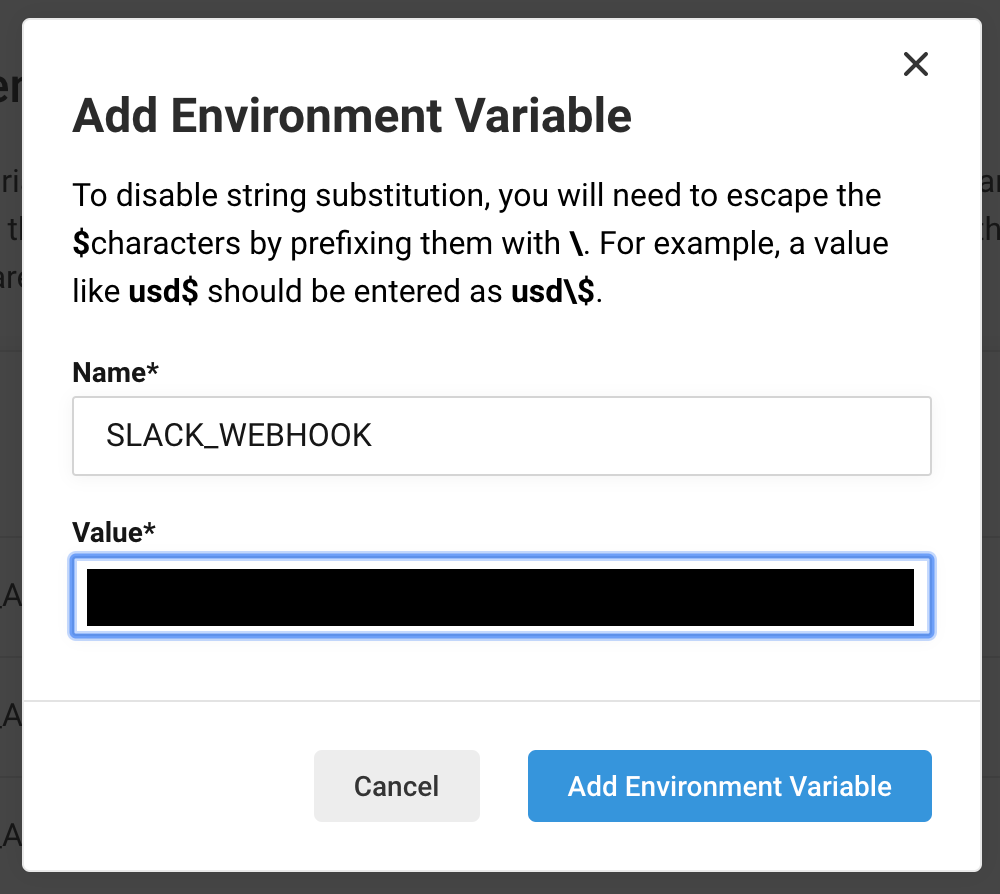 Add Environment Variable
To disable string substitution, you will need to escape the
$characters by prefixing them with \. For example, a value
like usd$ should be entered as usd\$.
Name*
SLACK_WEBHOOK
Value*
Cancel
Add Environment Variable